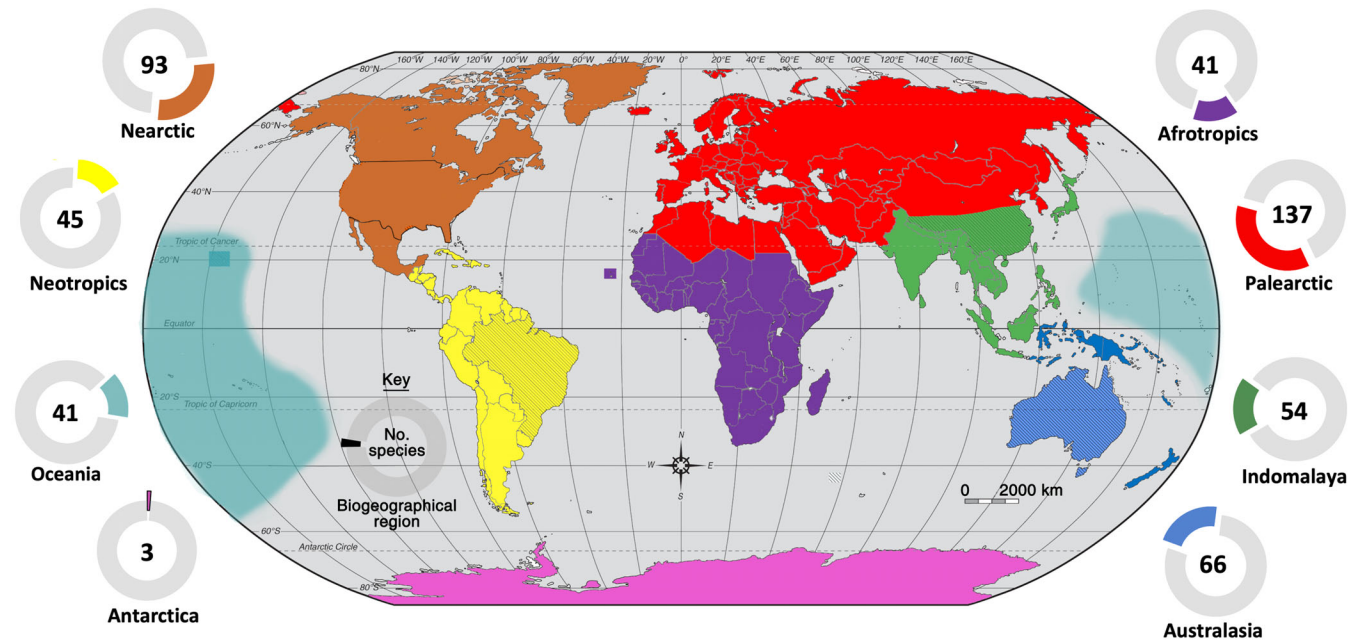 93
Nearctic
45
Neotropics
41
Oceania
3
Antarctica
160°W 140°W 120°W 100°W 80°W 60°W 40°W 20°W 0° 20°E 40°E 60°E 80°E 100°E 120°E 140°E 160°E
80°N
60°N
40°N
Tropic of Cancer
20°N
Equator
20°S
Tropic of Capricorn
40°S
60°S
Antarctic Circle
80°S
Key
No.
species
Biogeographical
region
N
W E
S
0 2000 km
41
Afrotropics
137
Palearctic
54
Indomalaya
66
Australasia